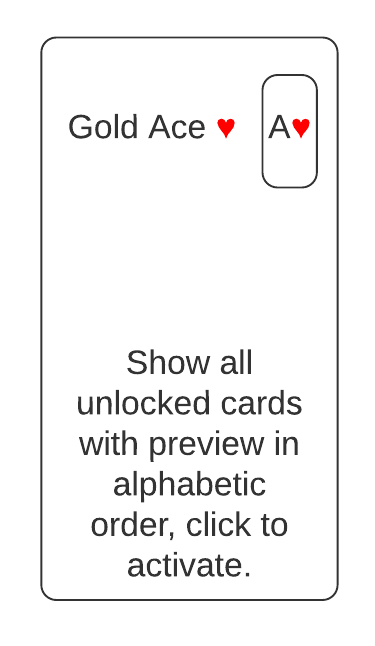 Gold Ace ♥ A♥
Show all
unlocked cards
with preview in
alphabetic
order, click to
activate.